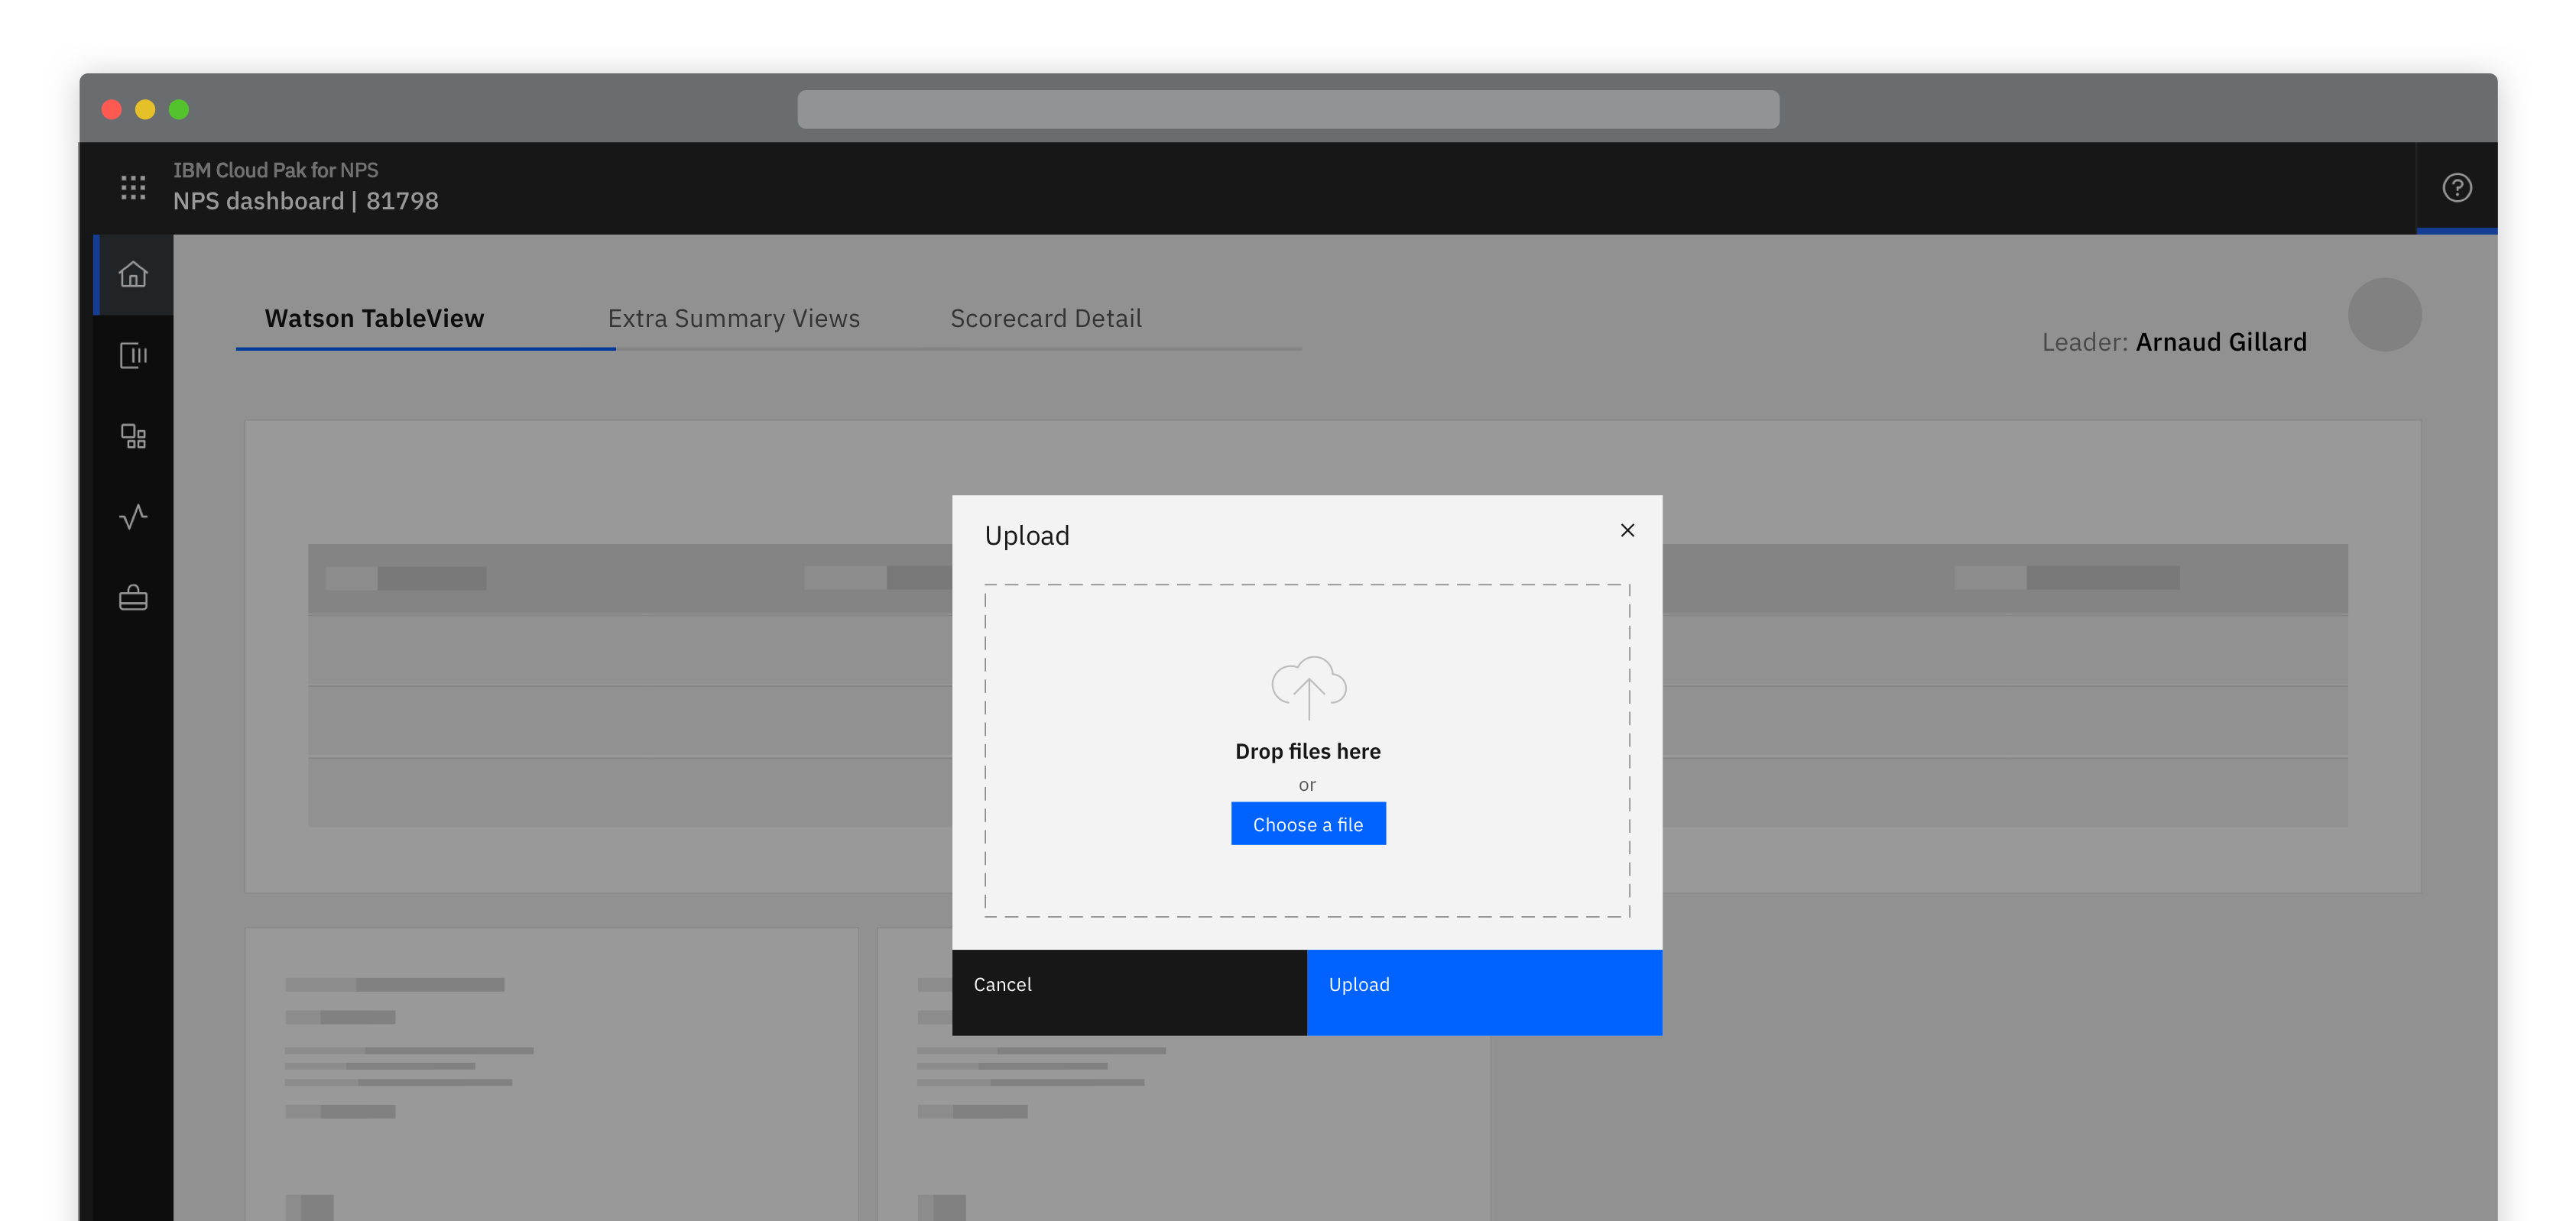 IBM Cloud Pak for NPS
NPS dashboard | 81798
Watson TableView
Extra Summary Views
Scorecard Detail
Leader: Arnaud Gillard
Upload
Drop files here
or
Choose a file
Cancel
Upload